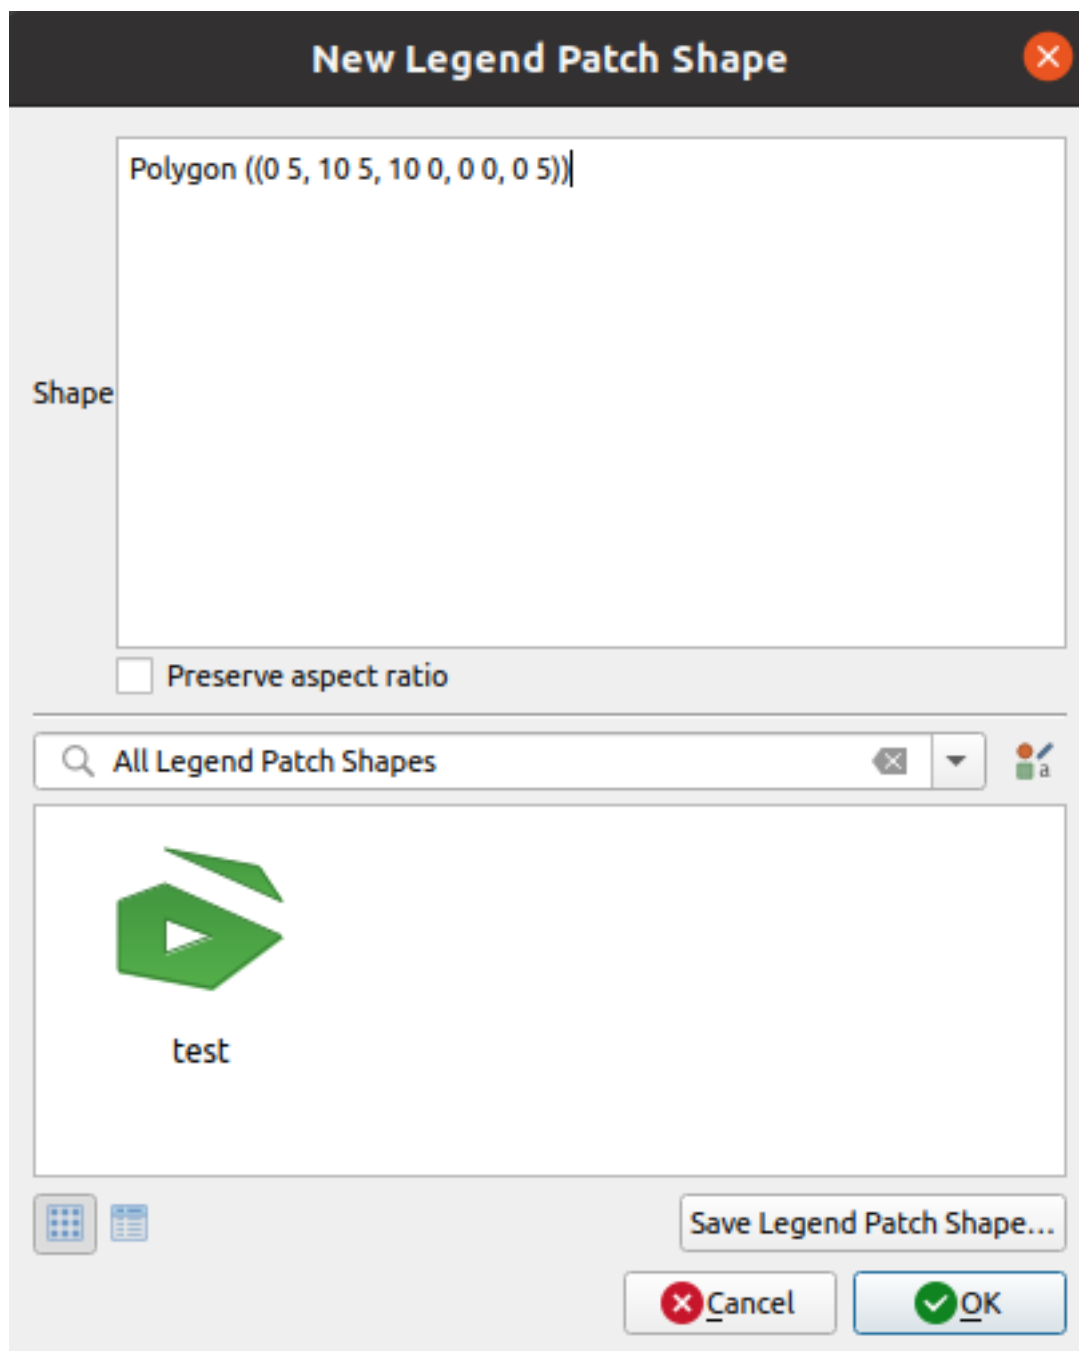 New Legend Patch Shape
Polygon ((0 5, 10 5, 10 0, 0 0, 0 5))
Shape
Preserve aspect ratio
All Legend Patch Shapes
a
test
Save Legend Patch Shape...
Cancel
OK